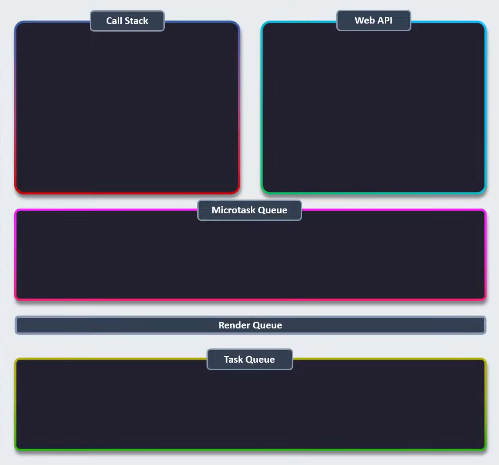 Call Stack
Web API
Microtask Queue
Render Queue
Task Queue